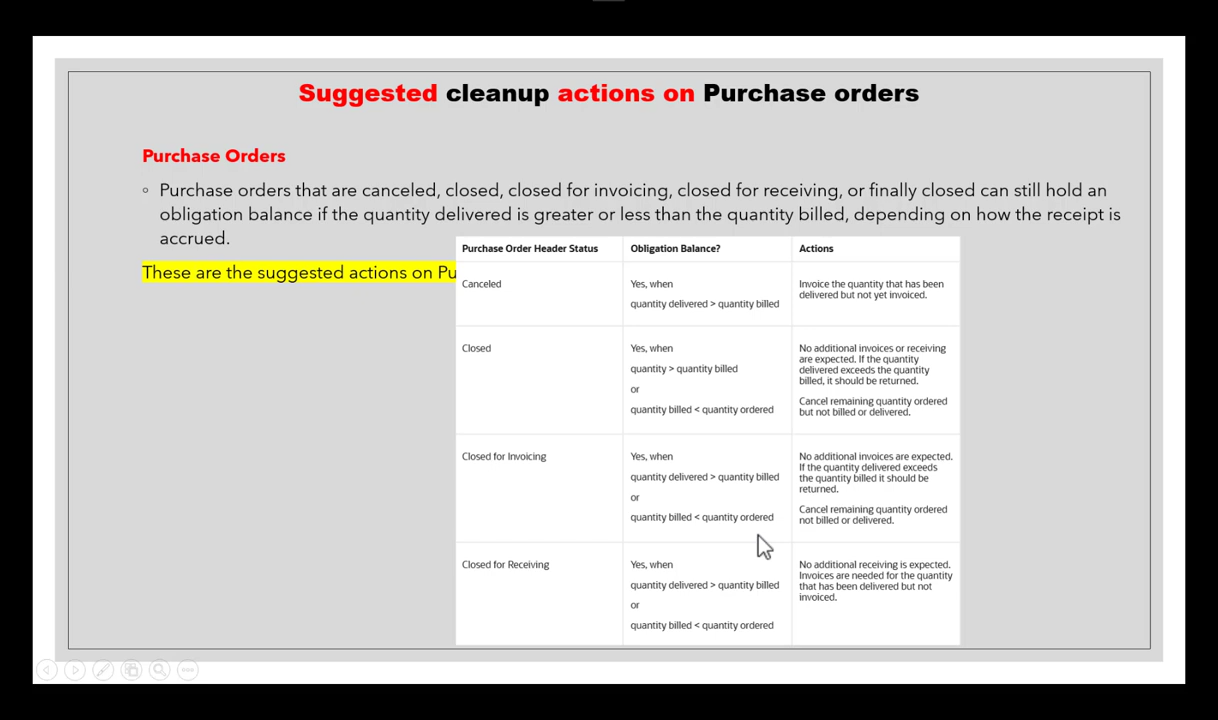 Suggested cleanup actions on Purchase orders
Purchase Orders
Purchase orders that are canceled, closed, closed for invoicing, closed for receiving, or finally closed can still hold an
obligation balance if the quantity delivered is greater or less than the quantity billed, depending on how the receipt is
accrued.
These are the suggested actions on Pu
Purchase Order Header Status
Obligation Balance?
Actions
Canceled
Yes, when
quantity delivered > quantity billed
Invoice the quantity that has been
delivered but not yet invoiced.
Closed
Yes, when
quantity > quantity billed
or
quantity billed < quantity ordered
No additional invoices or receiving
are expected. If the quantity
delivered exceeds the quantity
billed, it should be returned.
Cancel remaining quantity ordered
but not billed or delivered.
Closed for Invoicing
Yes, when
quantity delivered > quantity billed
or
quantity billed < quantity ordered
No additional invoices are expected.
If the quantity delivered exceeds
the quantity billed it should be
returned.
Cancel remaining quantity ordered
not billed or delivered.
Closed for Receiving
Yes, when
quantity delivered > quantity billed
or
quantity billed < quantity ordered
No additional receiving is expected.
Invoices are needed for the quantity
that has been delivered but not
invoiced.